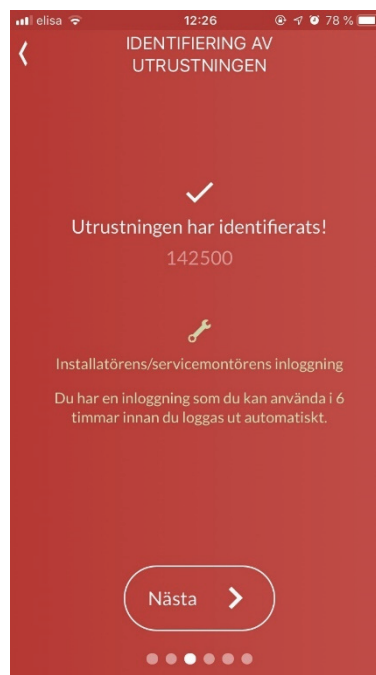 elisa 12:26 78 %
IDENTIFIERING AV
UTRUSTNINGEN
Utrustningen har identifierats!
142500
Installatörens/servicemontörens inloggning
Du har en inloggning som du kan använda i 6
timmar innan du loggas ut automatiskt.
Nästa